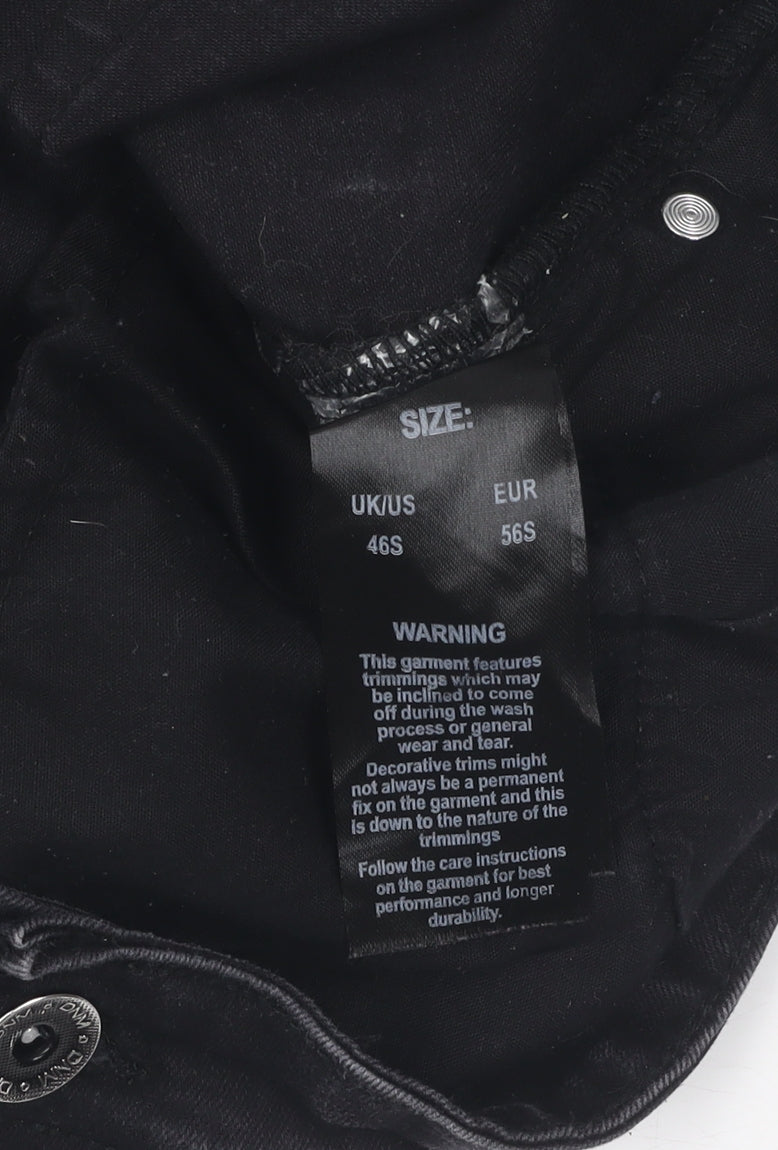 SIZE:
UK/US EUR
46S 56S
WARNING
This garment features
trimmings which may
be inclined to come
off during the wash
process or general
wear and tear.
Decorative trims might
not always be a permanent
fix on the garment and this
is down to the nature of the
trimmings
Follow the care instructions
on the garment for best
performance and longer
durability.
DNM DNM